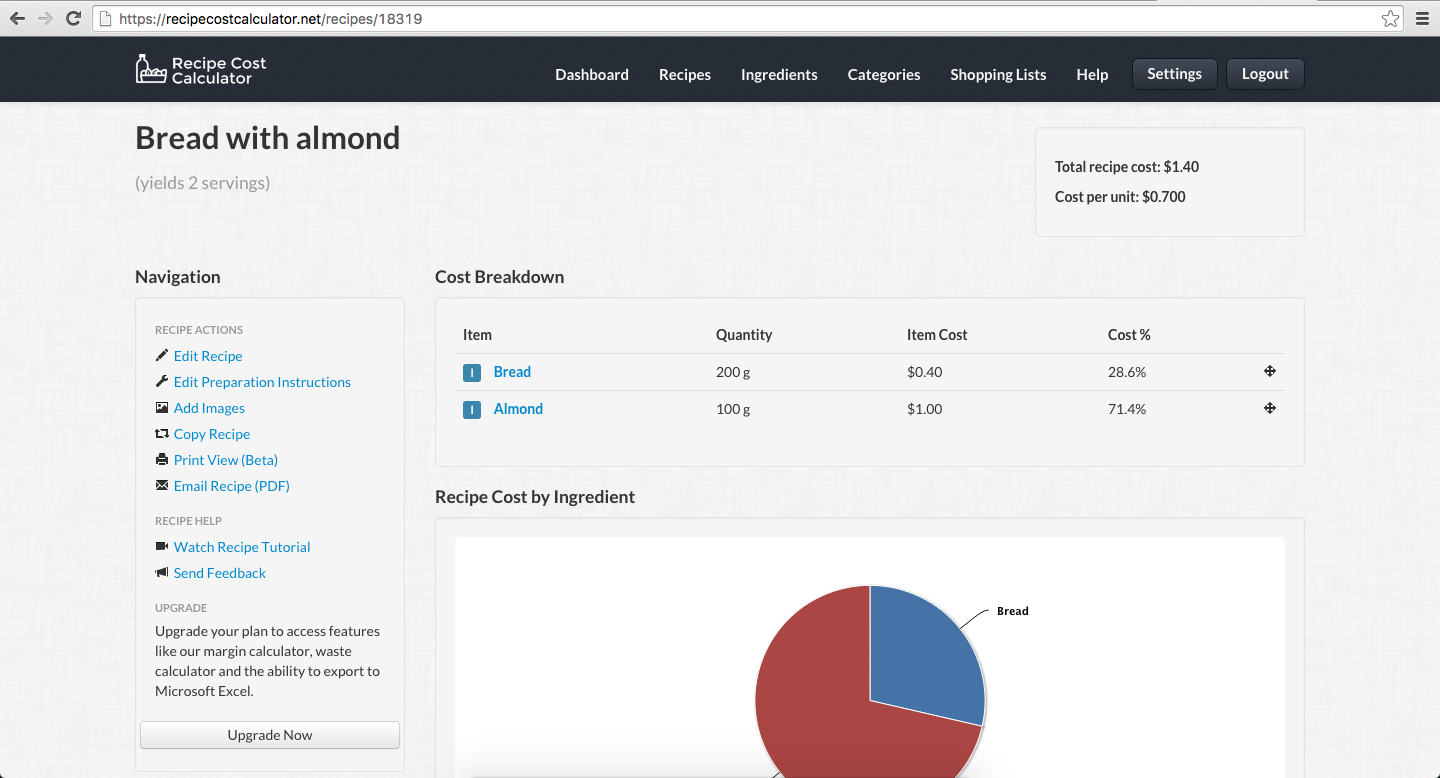 https://recipecostcalculator.net/recipes/18319
Recipe Cost
Calculator
Dashboard Recipes Ingredients Categories Shopping Lists Help Settings Logout
Bread with almond
(yields 2 servings)
Total recipe cost: $1.40
Cost per unit: $0.700
Navigation
RECIPE ACTIONS
Edit Recipe
Edit Preparation Instructions
Add Images
Copy Recipe
Print View (Beta)
Email Recipe (PDF)
RECIPE HELP
Watch Recipe Tutorial
Send Feedback
UPGRADE
Upgrade your plan to access features
like our margin calculator, waste
calculator and the ability to export to
Microsoft Excel.
Upgrade Now
Cost Breakdown
Item Quantity Item Cost Cost %
I Bread 200 g $0.40 28.6%
I Almond 100 g $1.00 71.4%
Recipe Cost by Ingredient
Bread